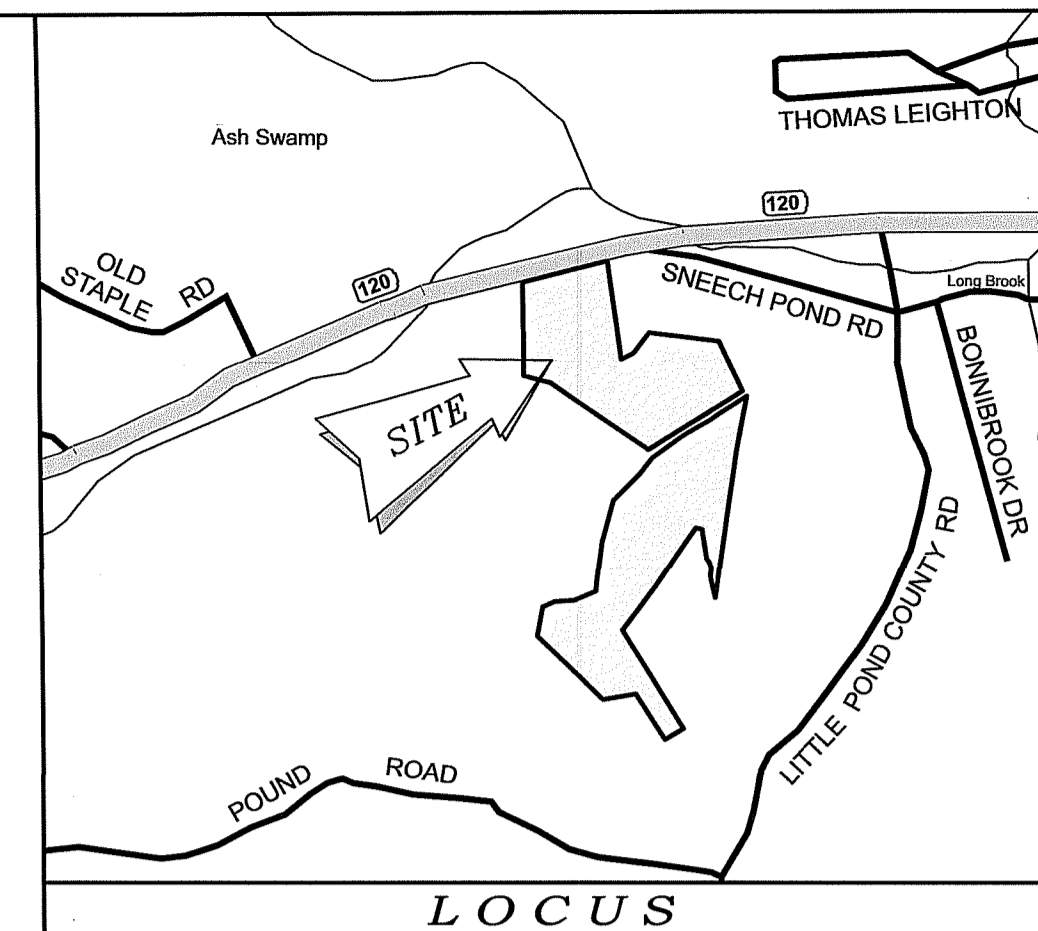 THOMAS LEIGHTON
Ash Swamp
120
OLD
STAPLE RD
120
SNEECH POND RD
Long Brook
BONNIBROOK DR
SITE
LITTLE POND COUNTY RD
POUND ROAD
LOCUS